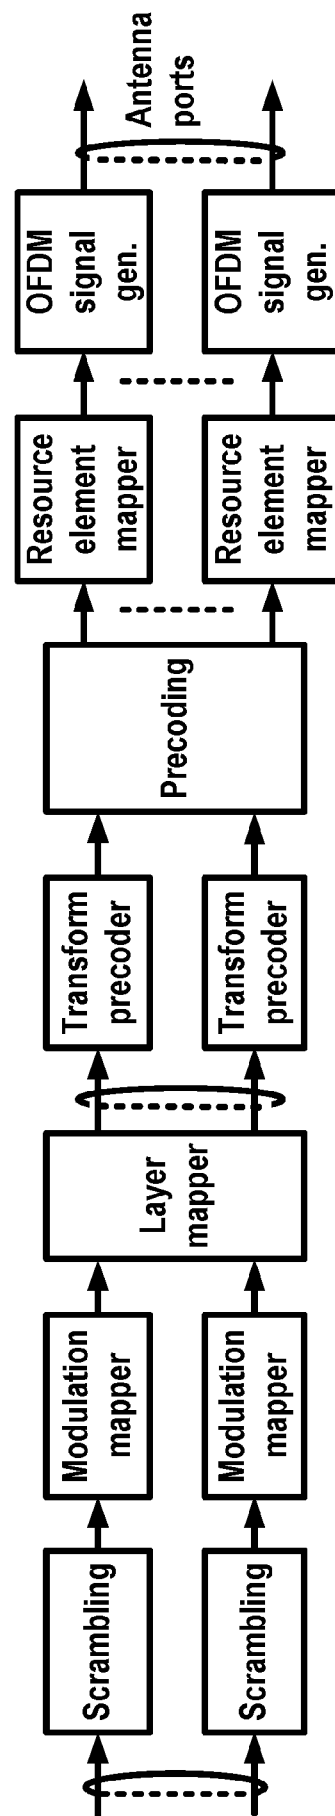 Scrambling
Scrambling
Modulation
mapper
Modulation
mapper
Layer
mapper
Transform
precoder
Transform
precoder
Precoding
Resource
element
mapper
Resource
element
mapper
OFDM
signal
gen.
OFDM
signal
gen.
Antenna
ports